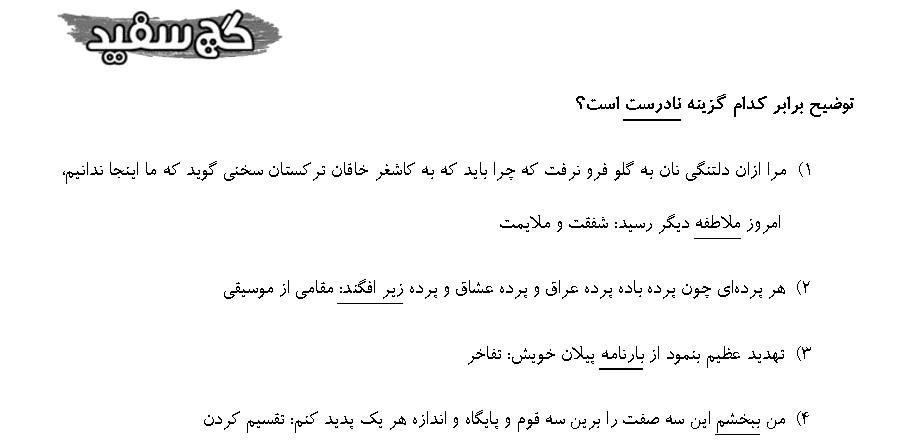 گچ سفید
توضیح برابر کدام گزینه نادرست است؟
۱) مرا ازان دلتنگی نان به گلو فرو نرفت که چرا باید که به کاشغر خاقان ترکستان سخنی گوید که ما اینجا ندانیم،
امروز ملاطفه دیگر رسید: شفقت و ملایمت
۲) هر پرده‌ای چون پرده باده پرده عراق و پرده عشاق و پرده زیر افگند: مقامی از موسیقی
۳) تهدید عظیم بنمود از بارنامه پیلان خویش: تفاخر
۴) من ببخشم این سه صفت را برین سه قوم و پایگاه و اندازه هر یک پدید کنم: تقسیم کردن